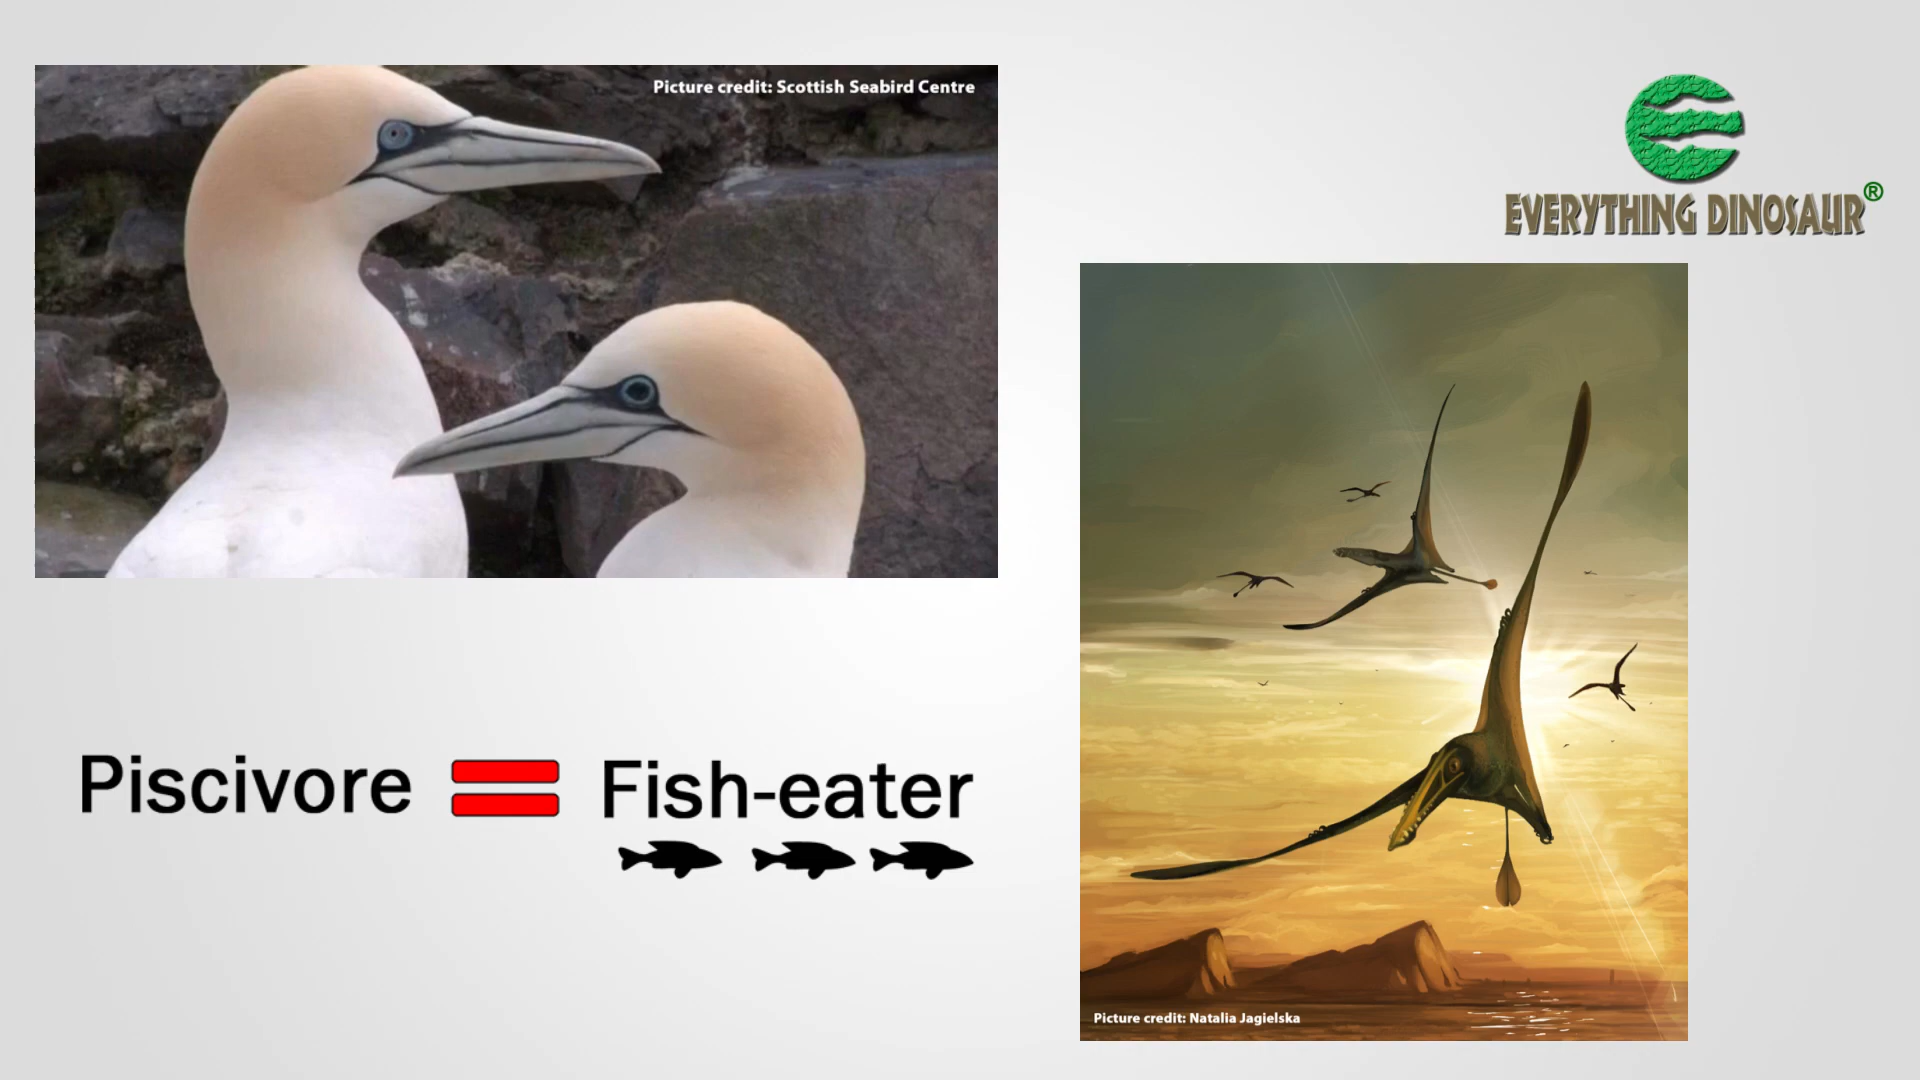 Picture credit: Scottish Seabird Centre
EVERYTHING DINOSAUR®
Piscivore = Fish-eater
Picture credit: Natalia Jagielska